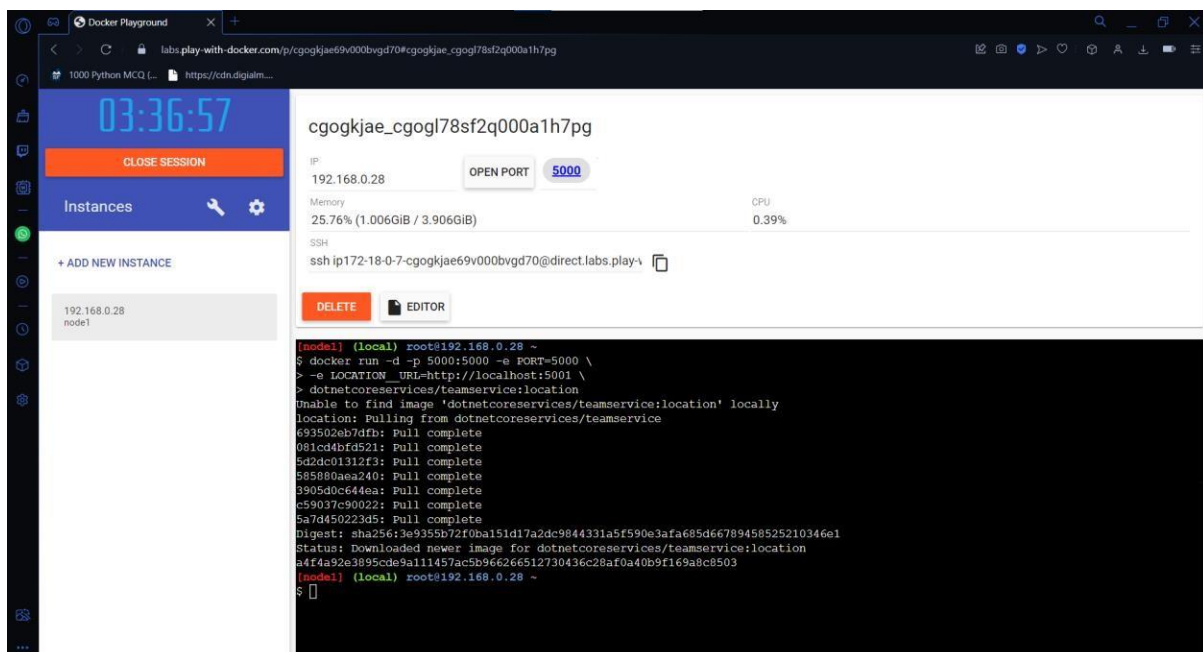 Docker Playground
labs.play-with-docker.com/p/cgogkjae69v000bvgd70#cgogkjae_cgogl78sf2q000a1h7pg
1000 Python MCQ (... https://cdn.digialm....
03:36:57
CLOSE SESSION
Instances
+ ADD NEW INSTANCE
192.168.0.28
node1
cgogkjae_cgogl78sf2q000a1h7pg
IP
192.168.0.28
OPEN PORT
5000
Memory
25.76% (1.006GiB / 3.906GiB)
CPU
0.39%
SSH
ssh ip172-18-0-7-cgogkjae69v000bvgd70@direct.labs.play-
DELETE
EDITOR
[node1] (local) root@192.168.0.28 ~
$ docker run -d -p 5000:5000 -e PORT=5000 \
> -e LOCATION__URL=http://localhost:5001 \
> dotnetcoreservices/teamservice:location
Unable to find image 'dotnetcoreservices/teamservice:location' locally
location: Pulling from dotnetcoreservices/teamservice
693502eb7dfb: Pull complete
081cd4bfd521: Pull complete
5d2dc01312f3: Pull complete
585880aea240: Pull complete
3905d0c644ea: Pull complete
c59037c90022: Pull complete
5a7d450223d5: Pull complete
Digest: sha256:3e9355b72f0ba151d17a2dc9844331a5f590e3afa685d66789458525210346e1
Status: Downloaded newer image for dotnetcoreservices/teamservice:location
a4f4a92e3895cde9a111457ac5b966266512730436c28af0a40b9f169a8c8503
[node1] (local) root@192.168.0.28 ~
$